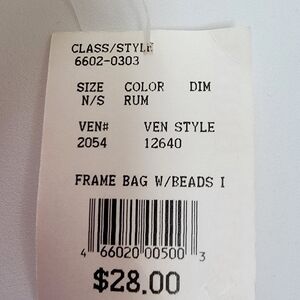 CLASS/STYLE
6602-0303
SIZE COLOR DIM
N/S RUM
VEN# VEN STYLE
2054 12640
FRAME BAG W/BEADS I
4 66020 00500 3
$28.00